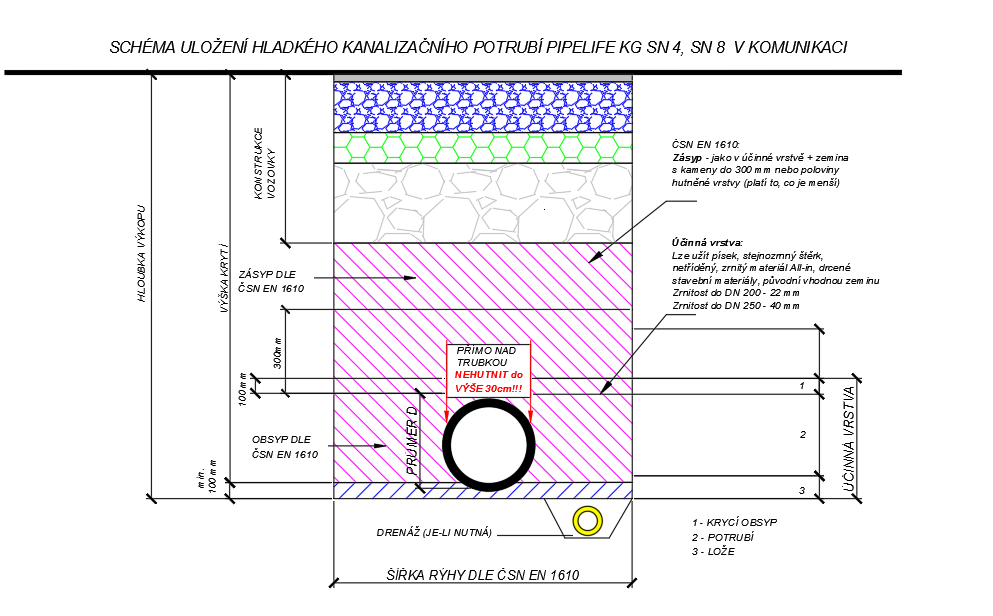 SCHÉMA ULOŽENÍ HLADKÉHO KANALIZAČNÍHO POTRUBÍ PIPELIFE KG SN 4, SN 8 V KOMUNIKACI
HLOUBKA VÝKOPU
VÝŠKA KRYTÍ
KONSTRUKCE
VOZOVKY
ČSN EN 1610:
Zásyp - jako v účinné vrstvě + zemina
s kameny do 300 mm nebo poloviny
hutněné vrstvy (platí to, co je menší)
Účinná vrstva:
Lze užít písek, stejnozrnný štěrk,
netříděný, zrnitý materiál All-in, drcené
stavební materiály, původní vhodnou zeminu
Zrnitost do DN 200 - 22 mm
Zrnitost do DN 250 - 40 mm
ZÁSYP DLE
ČSN EN 1610
300mm
100mm
PŘÍMO NAD
TRUBKOU
NEHUTNIT do
VÝŠE 30cm!!!
PRŮMĚR D
OBSYP DLE
ČSN EN 1610
min.
100 mm
1
2
3
ÚČINNÁ VRSTVA
DRENÁŽ (JE-LI NUTNÁ)
1 - KRYCÍ OBSYP
2 - POTRUBÍ
3 - LOŽE
ŠÍŘKA RÝHY DLE ČSN EN 1610